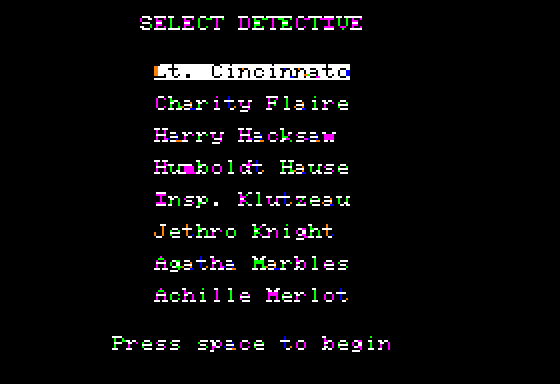 SELECT DETECTIVE
Lt. Cincinnato
Charity Flaire
Harry Hacksaw
Humboldt Hause
Insp. Klutzeau
Jethro Knight
Agatha Marbles
Achille Merlot
Press space to begin